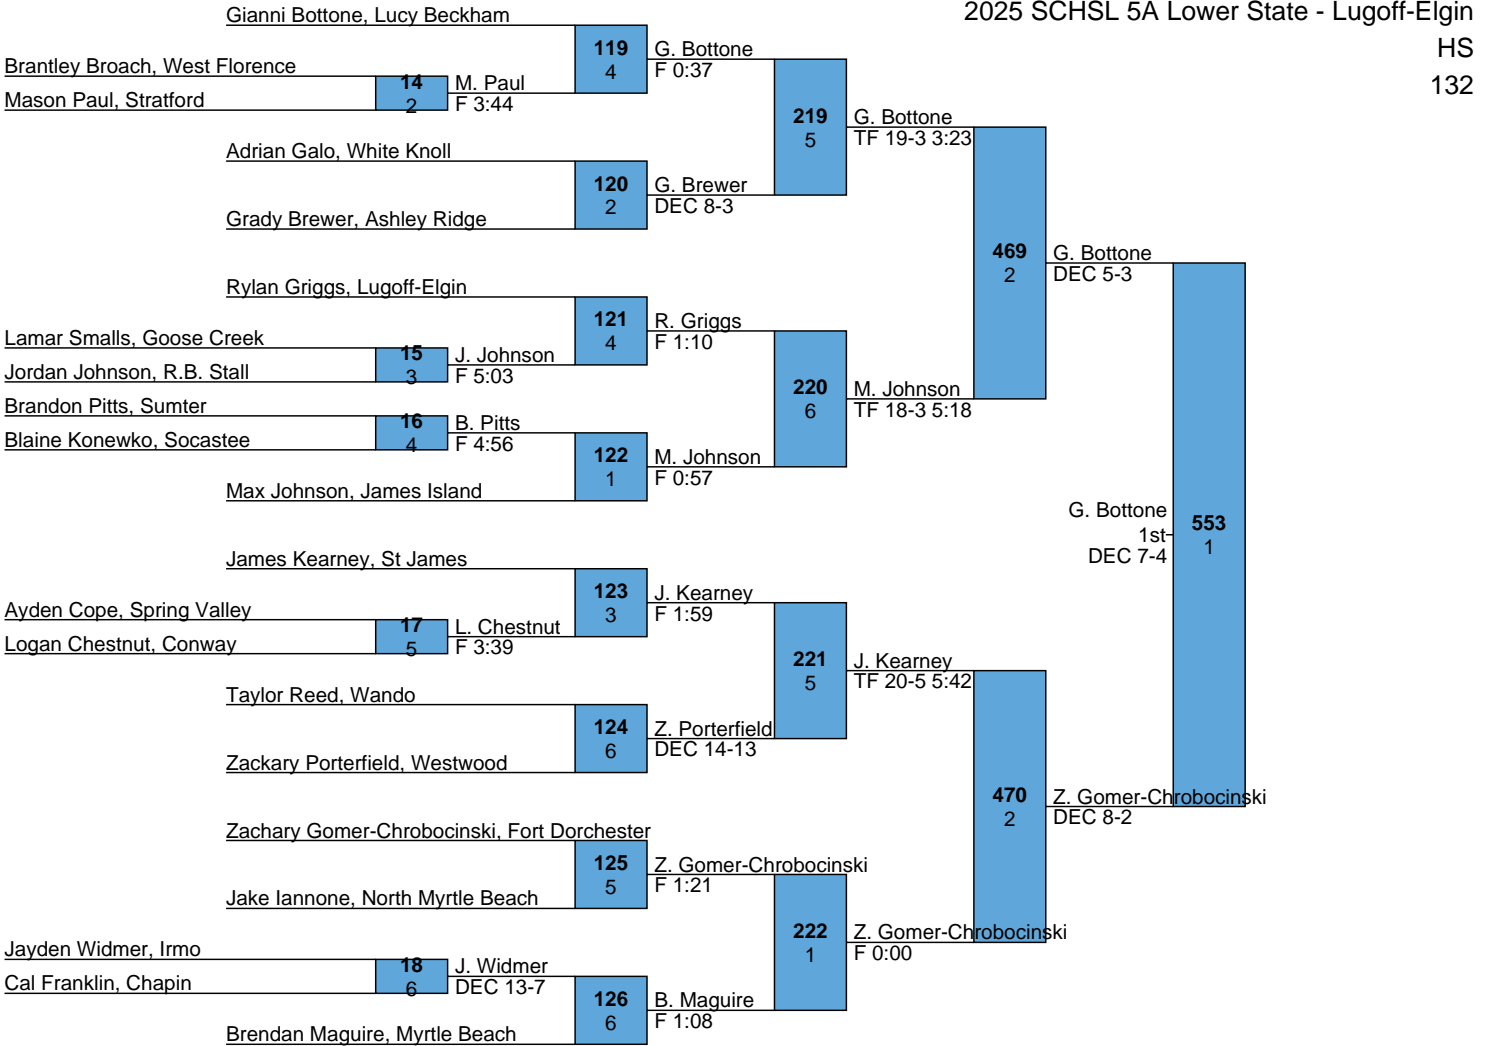 2025 SCHSL 5A Lower State - Lugoff-Elgin
HS
132
Gianni Bottone, Lucy Beckham
119
4
G. Bottone
F 0:37
Brantley Broach, West Florence
14
2
M. Paul
F 3:44
Mason Paul, Stratford
219
5
G. Bottone
TF 19-3 3:23
Adrian Galo, White Knoll
120
2
G. Brewer
DEC 8-3
Grady Brewer, Ashley Ridge
469
2
G. Bottone
DEC 5-3
Rylan Griggs, Lugoff-Elgin
121
4
R. Griggs
F 1:10
Lamar Smalls, Goose Creek
15
3
J. Johnson
F 5:03
Jordan Johnson, R.B. Stall
220
6
M. Johnson
TF 18-3 5:18
Brandon Pitts, Sumter
16
4
B. Pitts
F 4:56
Blaine Konewko, Socastee
122
1
M. Johnson
F 0:57
Max Johnson, James Island
G. Bottone
1st
DEC 7-4
553
1
James Kearney, St James
123
3
J. Kearney
F 1:59
Ayden Cope, Spring Valley
17
5
L. Chestnut
F 3:39
Logan Chestnut, Conway
221
5
J. Kearney
TF 20-5 5:42
Taylor Reed, Wando
124
6
Z. Porterfield
DEC 14-13
Zackary Porterfield, Westwood
470
2
Z. Gomer-Chrobocinski
DEC 8-2
Zachary Gomer-Chrobocinski, Fort Dorchester
125
5
Z. Gomer-Chrobocinski
F 1:21
Jake Iannone, North Myrtle Beach
222
1
Z. Gomer-Chrobocinski
F 0:00
Jayden Widmer, Irmo
18
6
J. Widmer
DEC 13-7
Cal Franklin, Chapin
126
6
B. Maguire
F 1:08
Brendan Maguire, Myrtle Beach